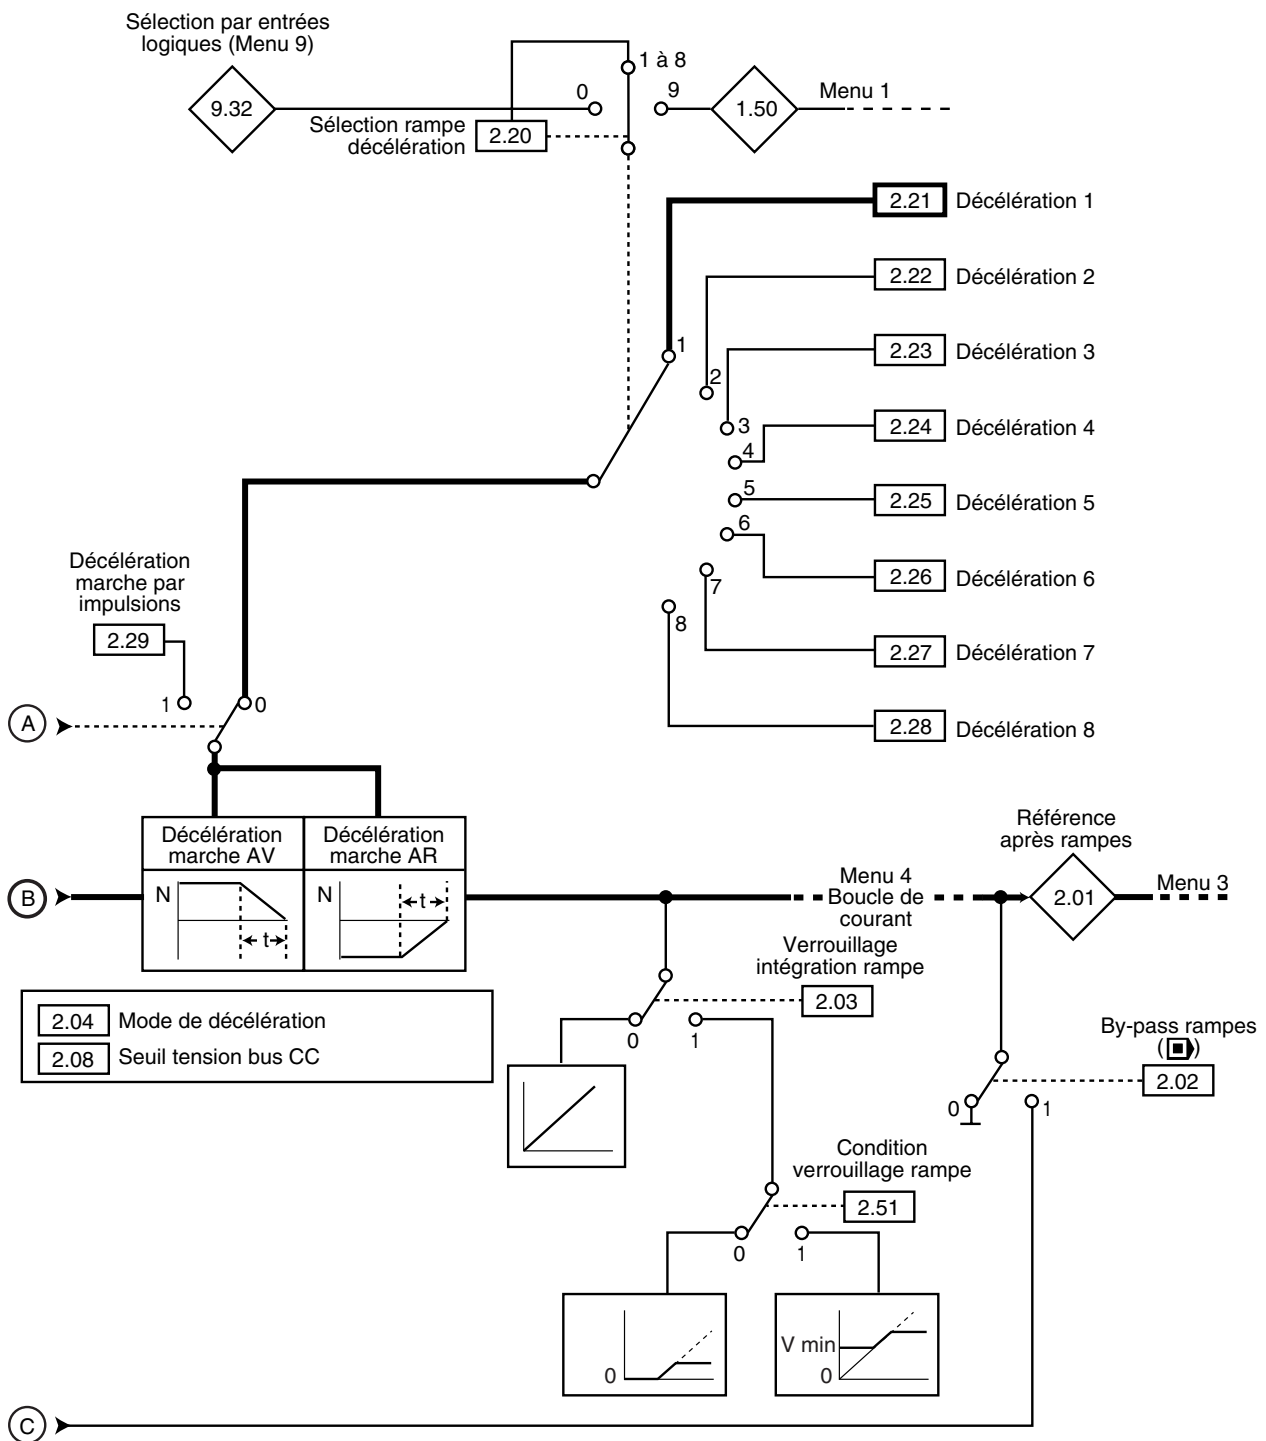 Sélection par entrées
logiques (Menu 9)
1 à 8
0
9
9.32
1.50
Menu 1
Sélection rampe
décélération
2.20
2.21 Décélération 1
2.22 Décélération 2
1
2.23 Décélération 3
2
3
2.24 Décélération 4
4
5
2.25 Décélération 5
6
Décélération
marche par
impulsions
2.26 Décélération 6
7
8
2.29
2.27 Décélération 7
1
0
A
2.28 Décélération 8
Décélération
marche AV
Décélération
marche AR
Référence
après rampes
B
N
t
N
t
Menu 4
Boucle de
courant
2.01
Menu 3
Verrouillage
intégration rampe
2.03
0
1
2.04 Mode de décélération
2.08 Seuil tension bus CC
By-pass rampes
()
2.02
0
1
Condition
verrouillage rampe
2.51
0
1
0
V min
0
C